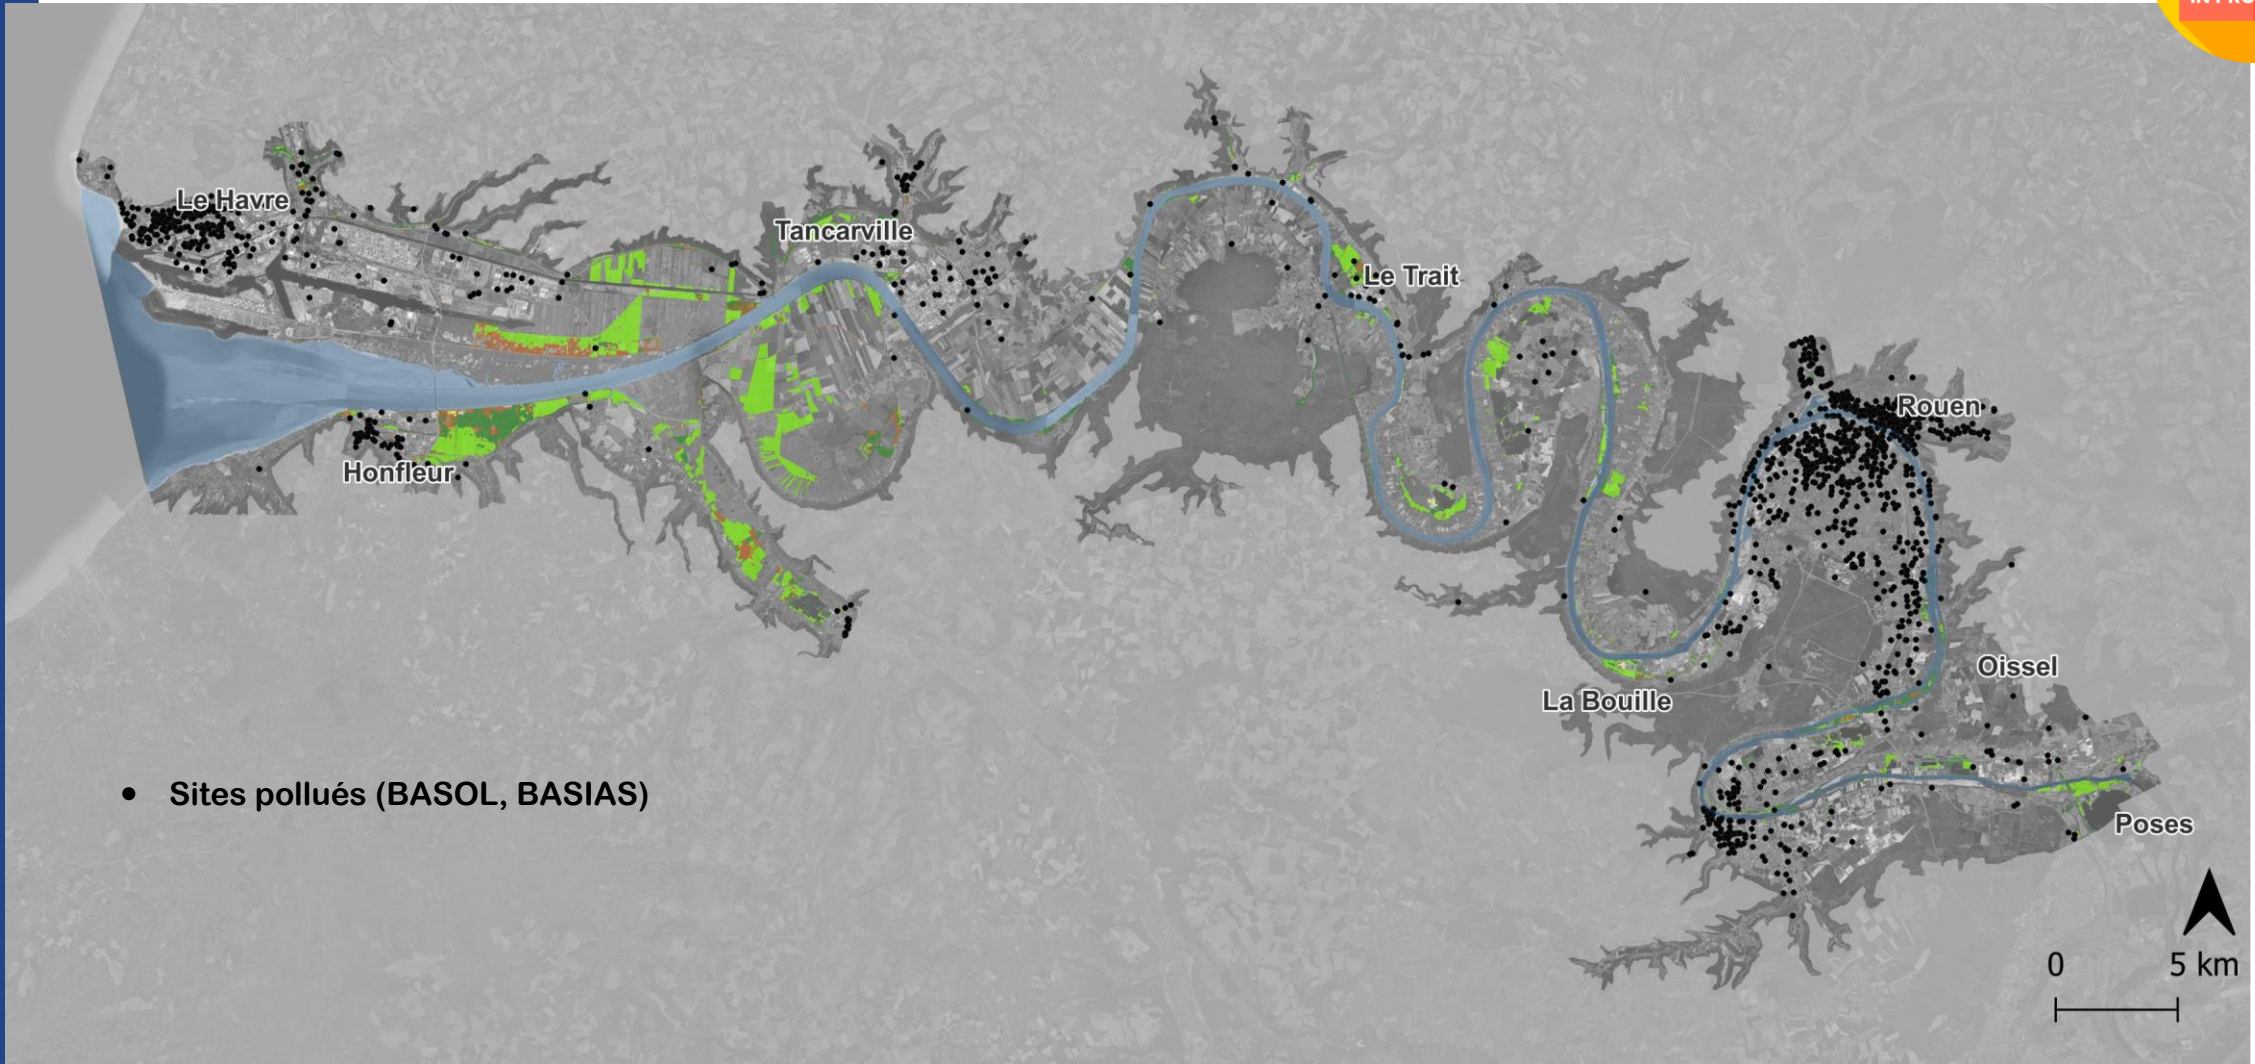 Le Havre
Tancarville
Le Trait
Rouen
Honfleur
Oissel
La Bouille
• Sites pollués (BASOL, BASIAS)
Poses
0 5 km